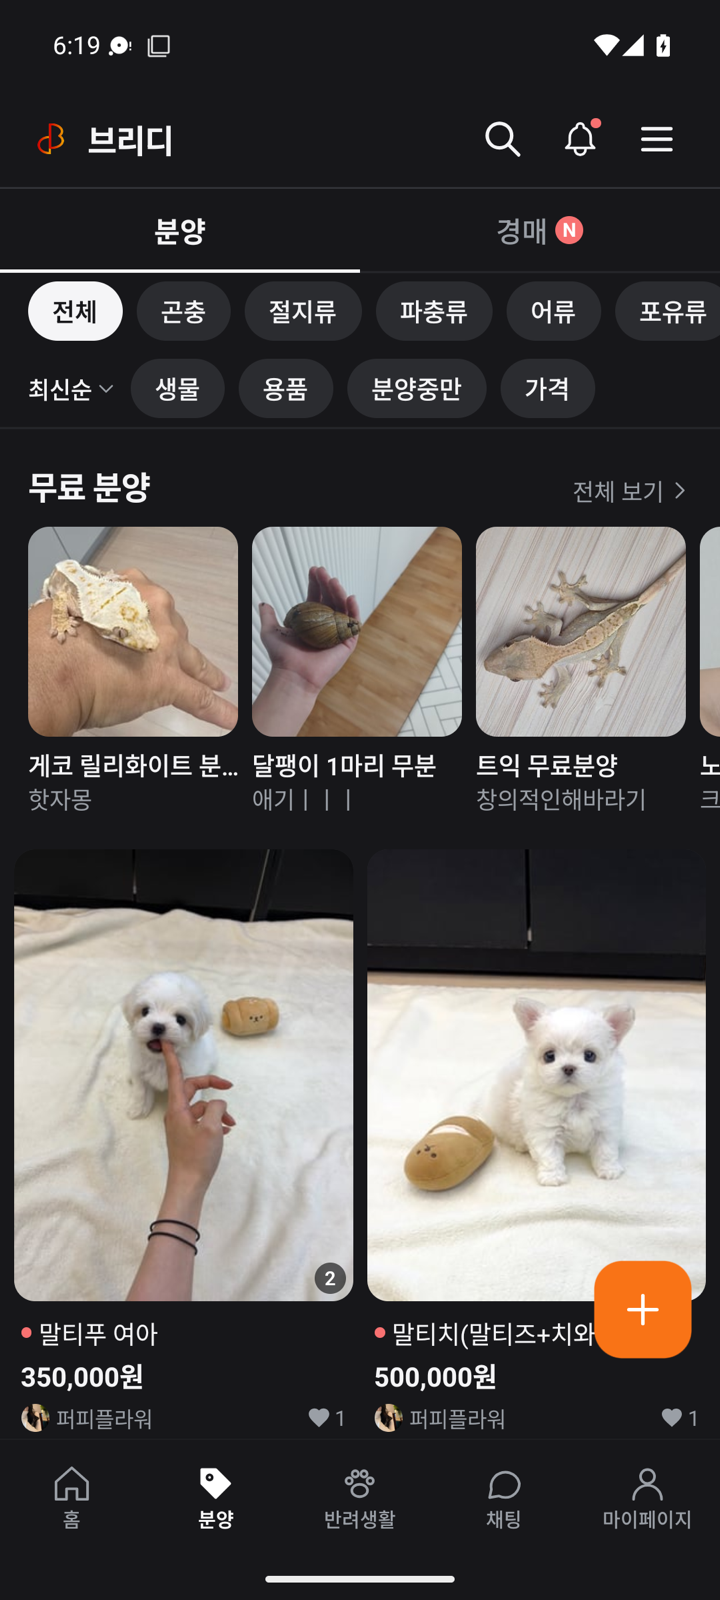 6:19
브리디
분양
경매 N
전체 곤충 절지류 파충류 어류 포유류
최신순 생물 용품 분양중만 가격
무료 분양
전체 보기
게코 릴리화이트 분... 달팽이 1마리 무분 트익 무료분양 노
핫자몽 애기ㅣㅣㅣ 창의적인해바라기 크
2
말티푸 여아
350,000원
퍼피플라워 1
말티치(말티즈+치와
500,000원
퍼피플라워 1
홈 분양 반려생활 채팅 마이페이지